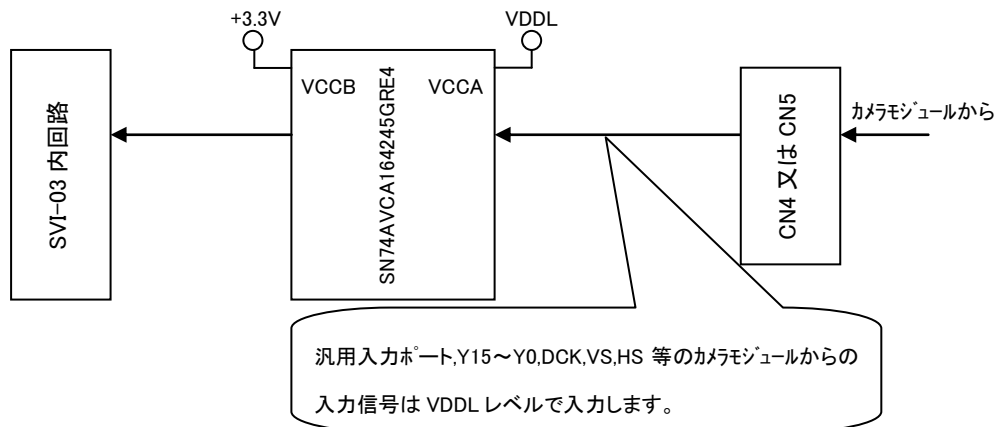 +3.3V
VDDL
SVI-03 内回路
VCCB
SN74AVCA164245GRE4
VCCA
CN4 又は CN5
ｶﾒﾗﾓｼﾞｭｰﾙから
汎用入力ﾎﾟｰﾄ,Y15～Y0,DCK,VS,HS 等のｶﾒﾗﾓｼﾞｭｰﾙからの
入力信号は VDDL レベルで入力します。